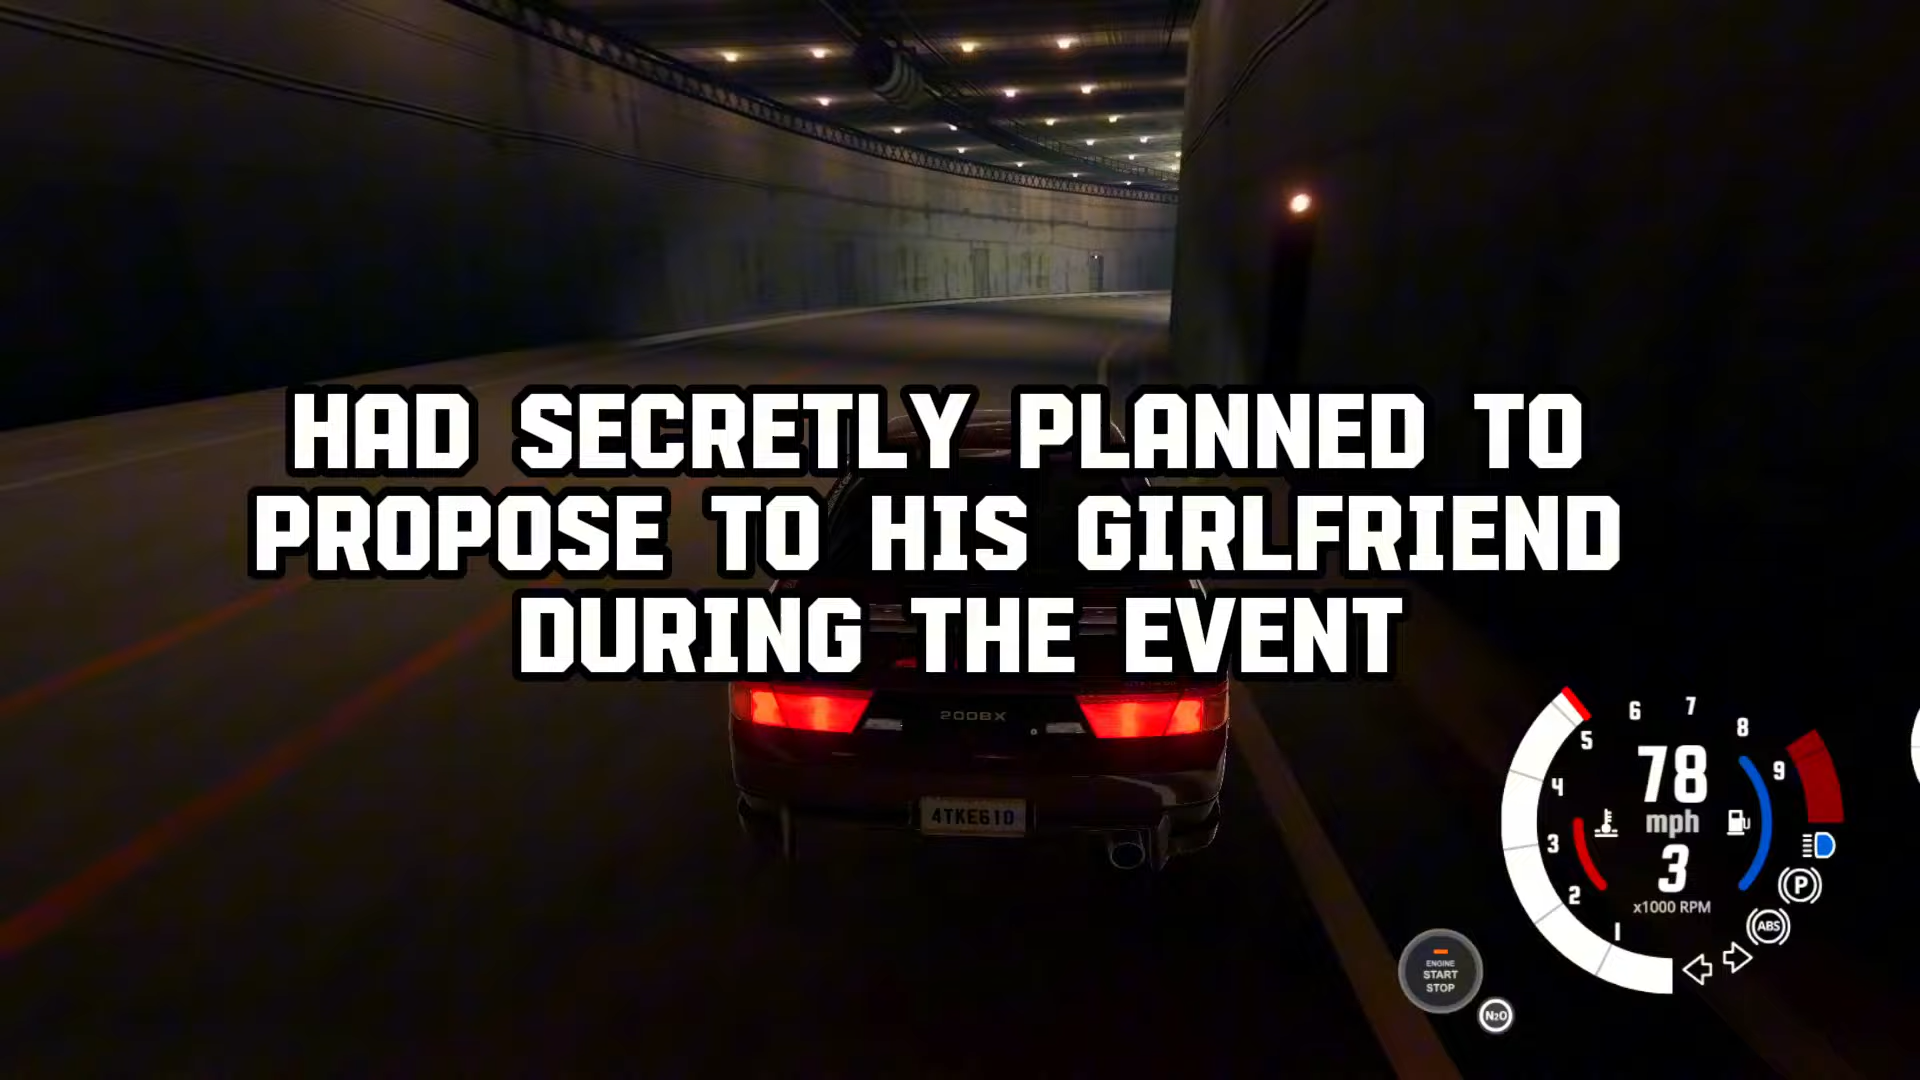 HAD SECRETLY PLANNED TO
PROPOSE TO HIS GIRLFRIEND
DURING THE EVENT
200BX
4TKE610
6 7 8 9
5
4
3
2
1
78
mph
3
x1000 RPM
P
ABS
ENGINE
START
STOP
N2O